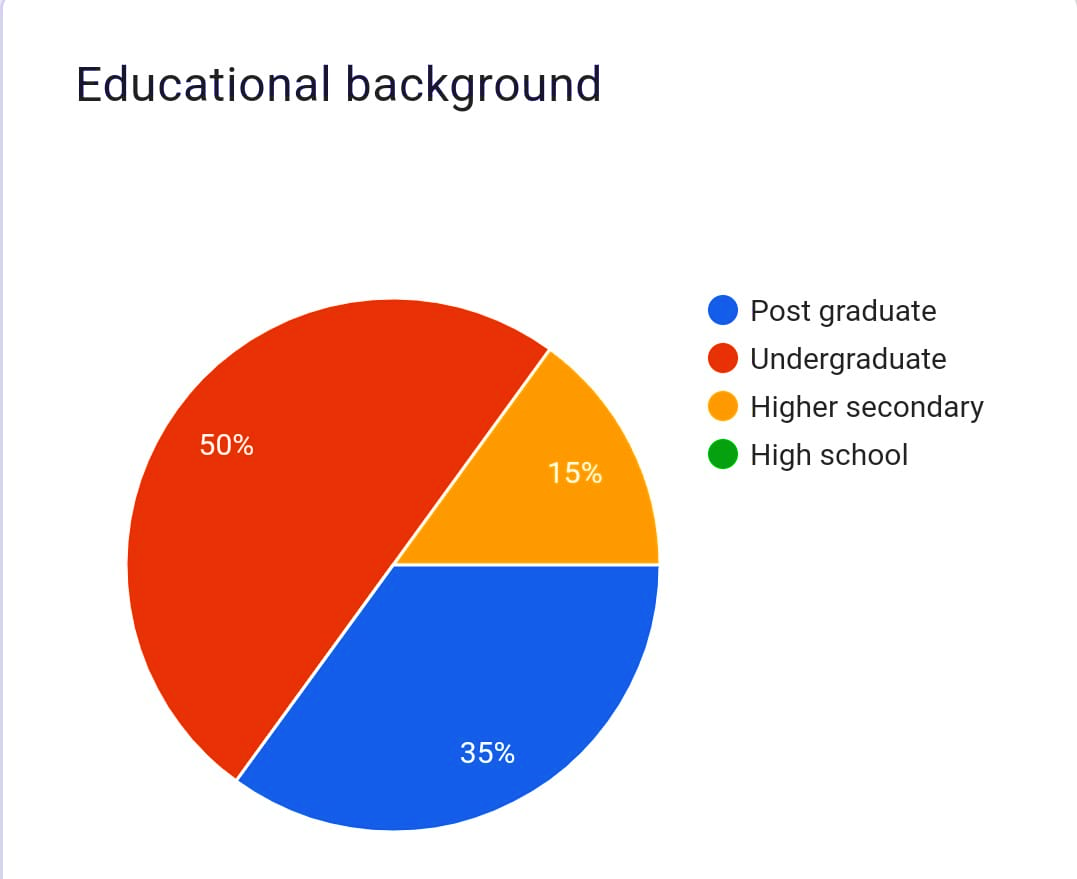 Educational background
Post graduate
Undergraduate
Higher secondary
High school
50%
15%
35%